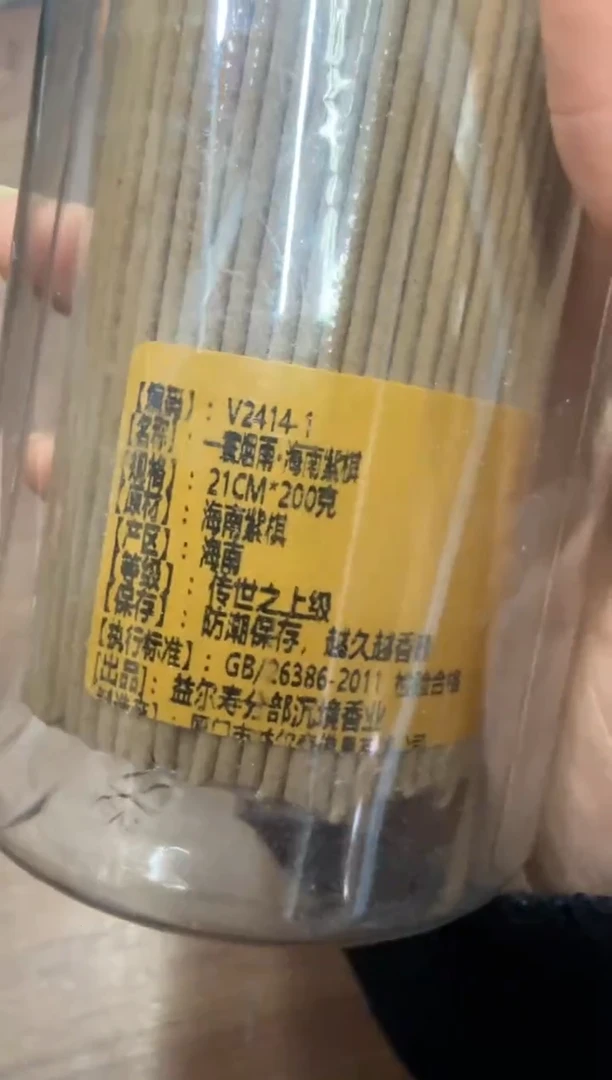 【编码】：V2414-1
【名称】：一蓑烟雨·海南紫棋
【规格】：21CM*200克
【原材】：海南紫棋
【产区】：海南
【等级】：传世之上级
【保存】：防潮保存，越久越香醇
【执行标准】：GB/26386-2011 检验合格
【出品】：益尔寿分部沉檀香业